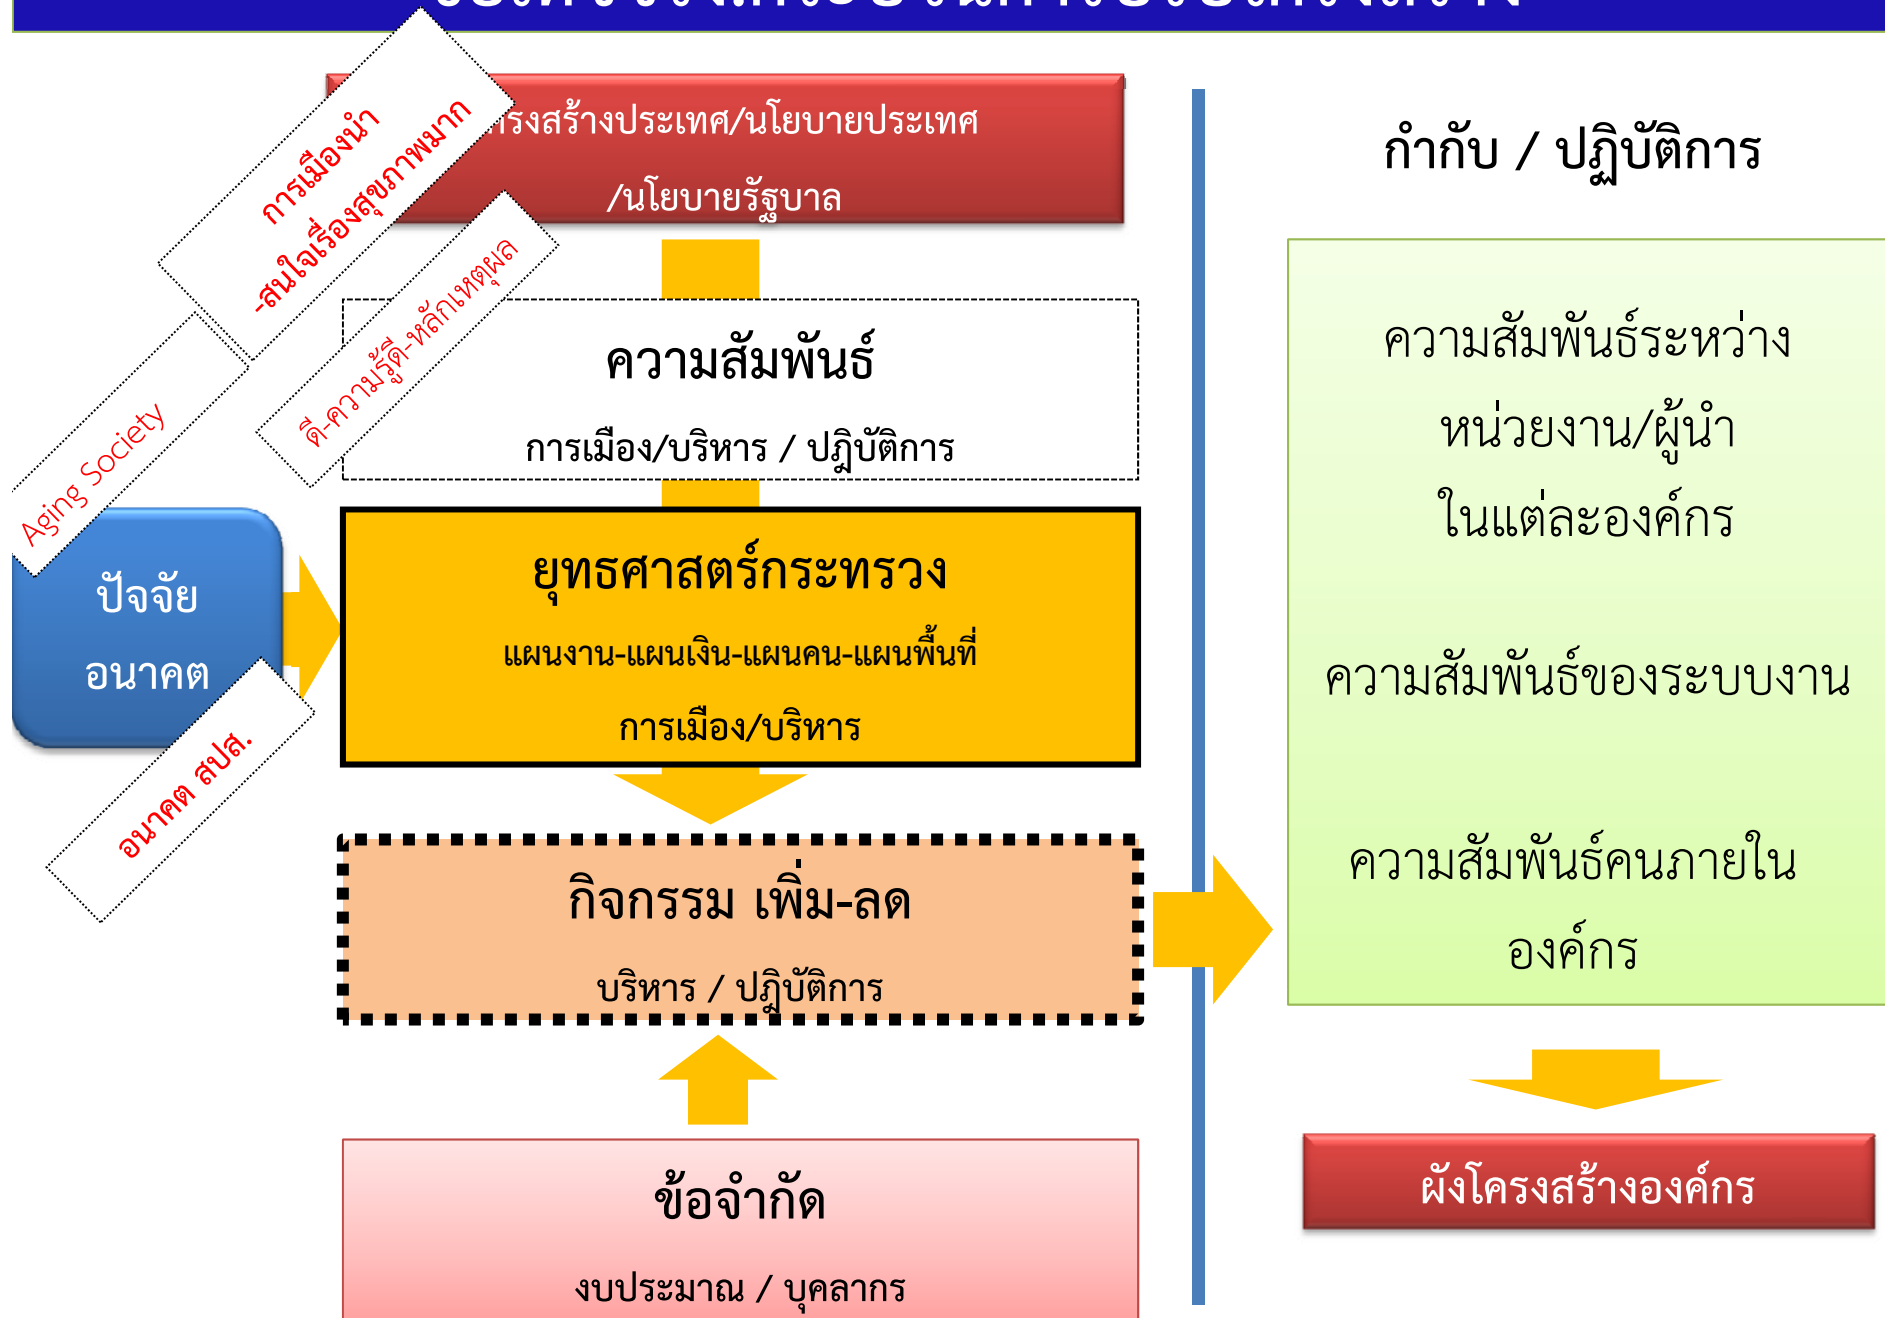 การเมืองนำ
-สนใจเรื่องสุขภาพมาก
ครงสร้างประเทศ/นโยบายประเทศ
/นโยบายรัฐบาล
ดี-ความรู้ดี-หลักเหตุผล
ความสัมพันธ์
การเมือง/บริหาร / ปฎิบัติการ
Aging Society
ปัจจัย
อนาคต
อนาคต สปส.
ยุทธศาสตร์กระทรวง
แผนงาน-แผนเงิน-แผนคน-แผนพื้นที่
การเมือง/บริหาร
กิจกรรม เพิ่ม-ลด
บริหาร / ปฎิบัติการ
ข้อจำกัด
งบประมาณ / บุคลากร
กำกับ / ปฏิบัติการ
ความสัมพันธ์ระหว่าง
หน่วยงาน/ผู้นำ
ในแต่ละองค์กร
ความสัมพันธ์ของระบบงาน
ความสัมพันธ์คนภายใน
องค์กร
ผังโครงสร้างองค์กร